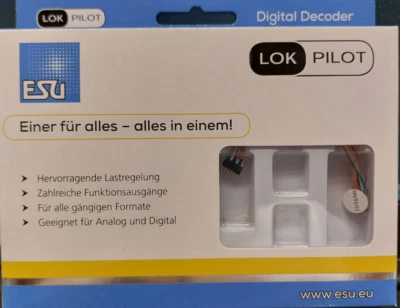 LOK PILOT
Digital Decoder
ESU
LOK PILOT
Einer für alles – alles in einem!
Hervorragende Lastregelung
Zahlreiche Funktionsausgänge
Für alle gängigen Formate
Geeignet für Analog und Digital
www.esu.eu